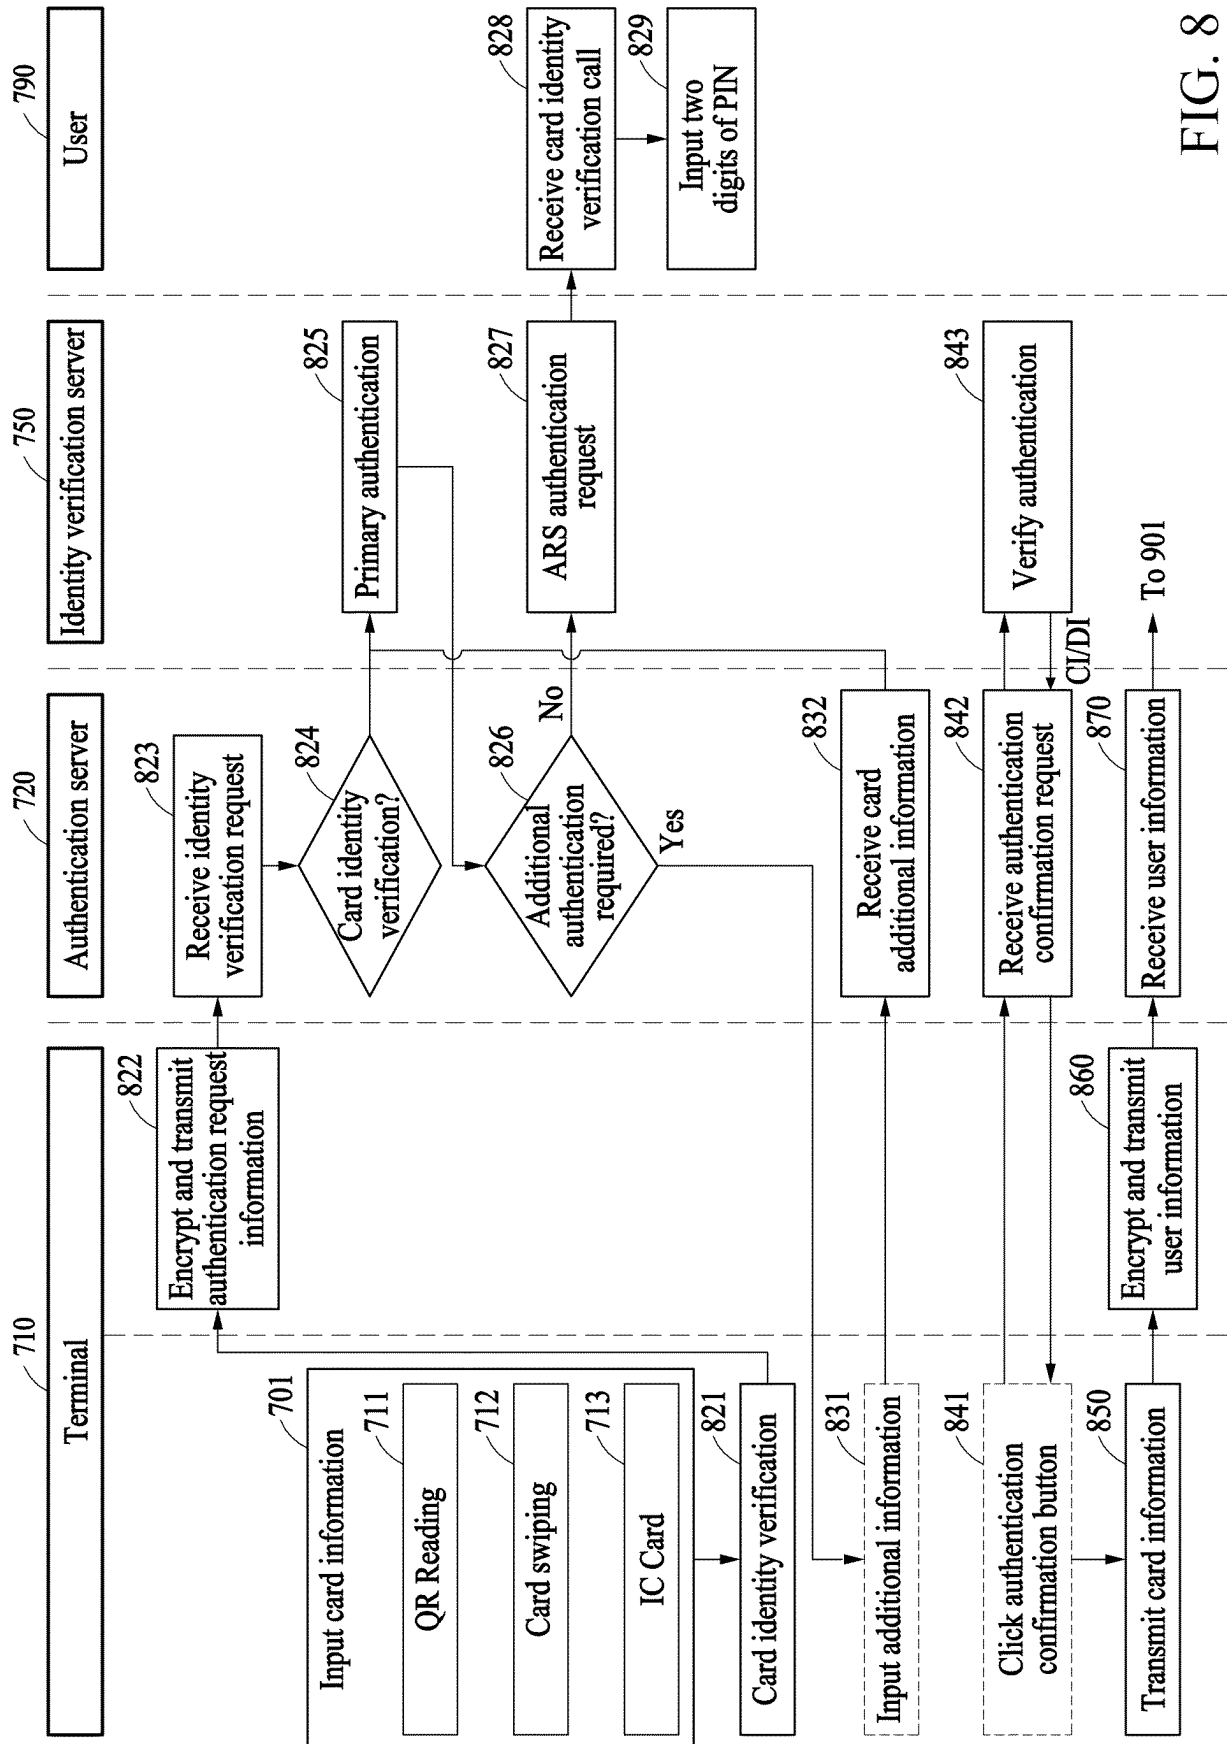 710
Terminal
720
Authentication server
750
Identity verification server
790
User
701
Input card information
711
QR Reading
712
Card swiping
713
IC Card
821
Card identity verification
822
Encrypt and transmit
authentication request
information
823
Receive identity
verification request
824
Card identity
verification?
825
Primary authentication
826
Additional
authentication
required?
No
Yes
827
ARS authentication
request
828
Receive card identity
verification call
829
Input two
digits of PIN
831
Input additional information
832
Receive card
additional information
841
Click authentication
confirmation button
842
Receive authentication
confirmation request
843
Verify authentication
CI/DI
850
Transmit card information
860
Encrypt and transmit
user information
870
Receive user information
To 901
FIG. 8